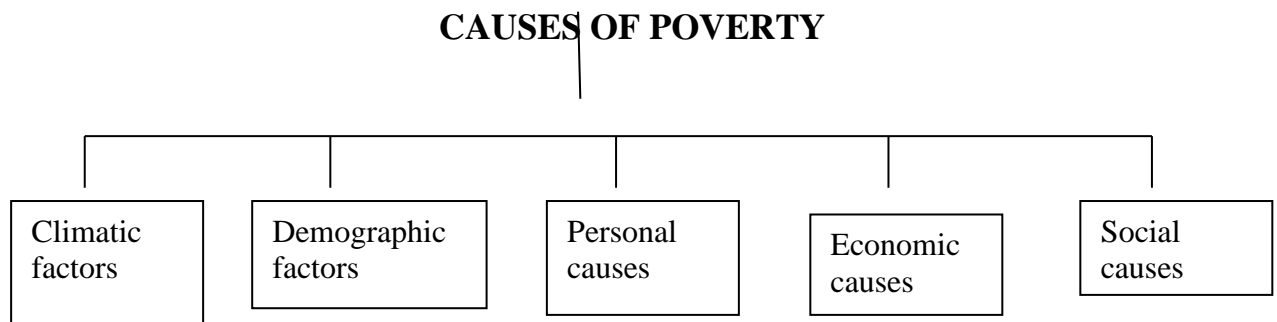 CAUSES OF POVERTY
Climatic
factors
Demographic
factors
Personal
causes
Economic
causes
Social
causes